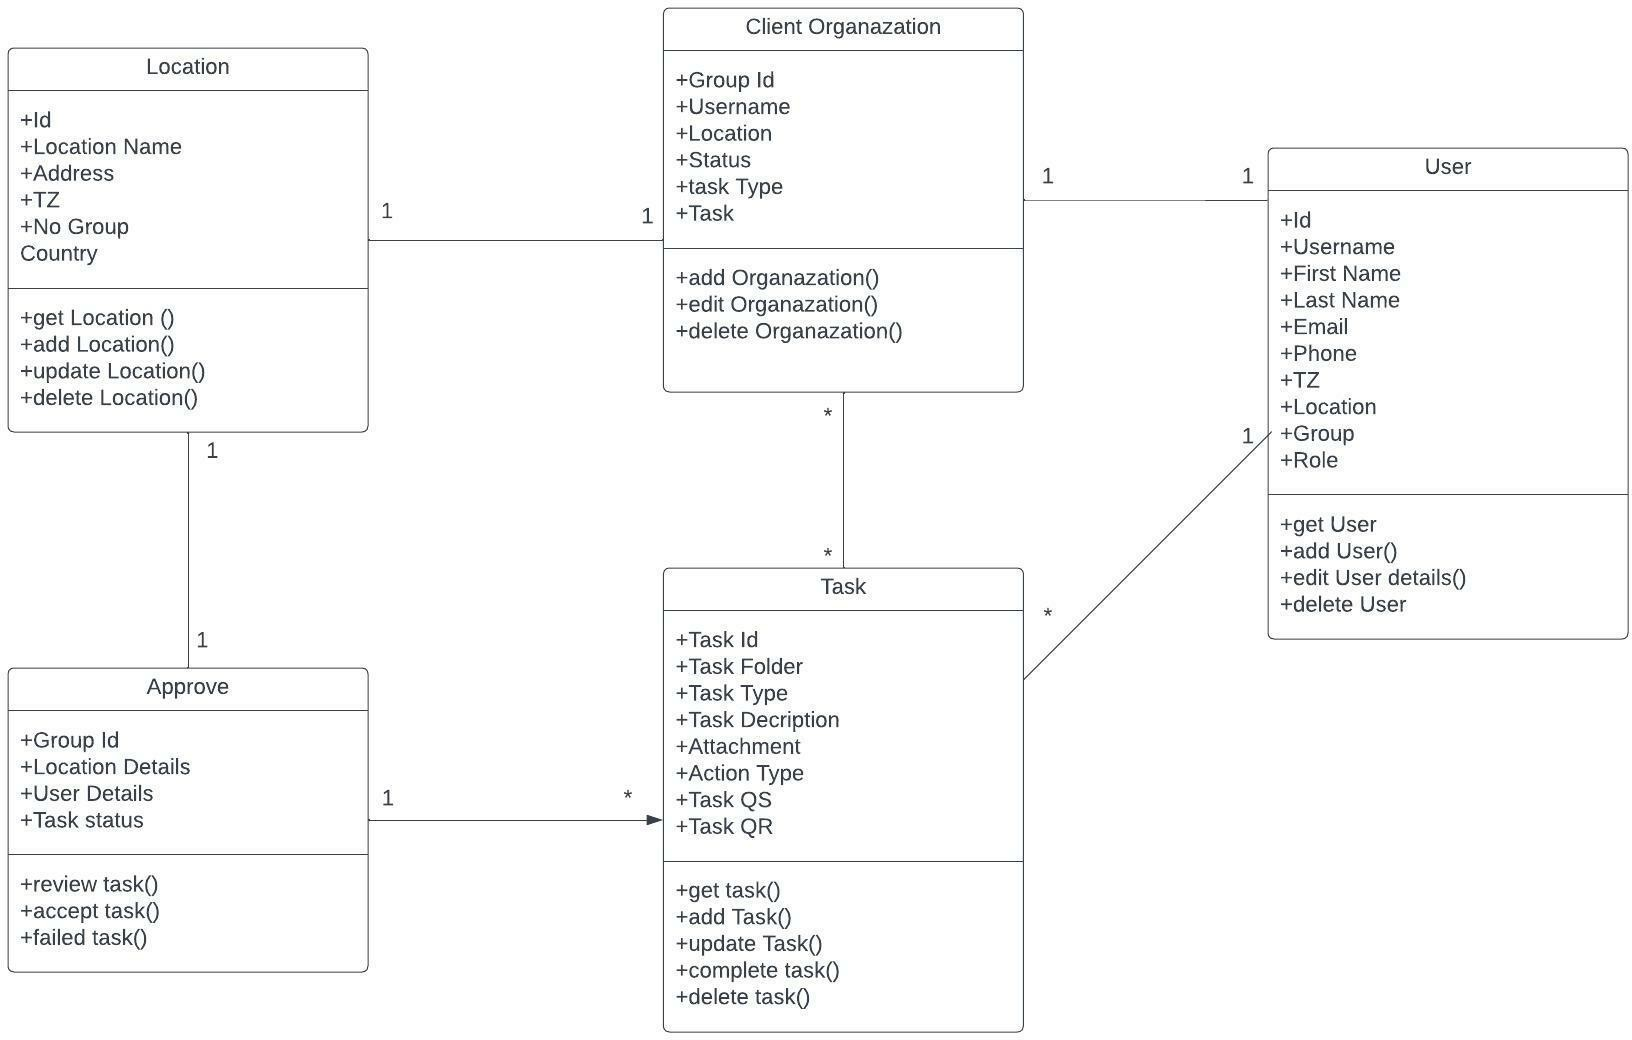 Client Organazation
+Group Id
+Username
+Location
+Status
+task Type
+Task
+add Organazation()
+edit Organazation()
+delete Organazation()
Location
+Id
+Location Name
+Address
+TZ
+No Group
Country
+get Location ()
+add Location()
+update Location()
+delete Location()
1
1
1
1
User
+Id
+Username
+First Name
+Last Name
+Email
+Phone
+TZ
+Location
+Group
+Role
+get User
+add User()
+edit User details()
+delete User
*
*
1
*
1
1
Task
+Task Id
+Task Folder
+Task Type
+Task Decription
+Attachment
+Action Type
+Task QS
+Task QR
+get task()
+add Task()
+update Task()
+complete task()
+delete task()
Approve
+Group Id
+Location Details
+User Details
+Task status
+review task()
+accept task()
+failed task()
1
*